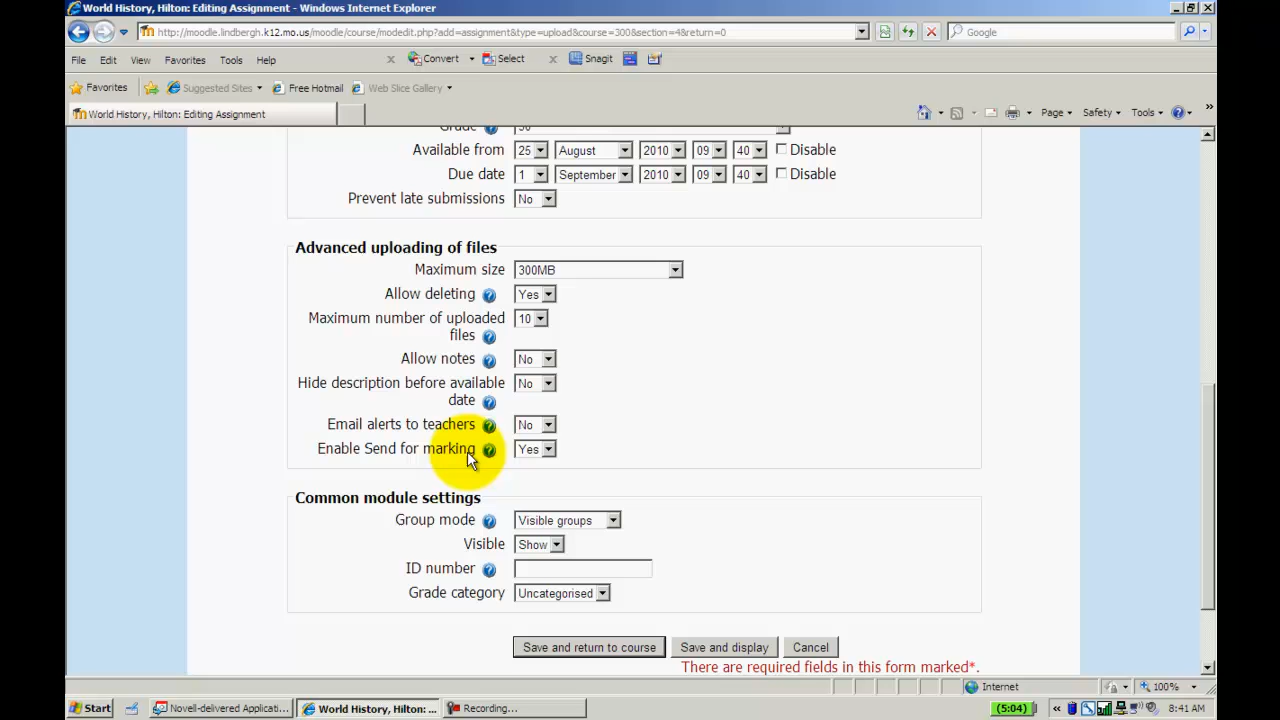 World History, Hilton: Editing Assignment - Windows Internet Explorer
http://moodle.lindbergh.k12.mo.us/moodle/course/modedit.php?add=assignment&type=upload&course=300&section=4&return=0
Google
File Edit View Favorites Tools Help
Convert Select Snagit
Favorites Suggested Sites Free Hotmail Web Slice Gallery
World History, Hilton: Editing Assignment
Page Safety Tools
Grade 50
Available from 25 August 2010 09 40 Disable
Due date 1 September 2010 09 40 Disable
Prevent late submissions No
Advanced uploading of files
Maximum size 300MB
Allow deleting Yes
Maximum number of uploaded files 10
Allow notes No
Hide description before available date No
Email alerts to teachers No
Enable Send for marking Yes
Common module settings
Group mode Visible groups
Visible Show
ID number
Grade category Uncategorised
Save and return to course Save and display Cancel
There are required fields in this form marked*.
Internet 100%
Start Novell-delivered Applicati... World History, Hilton: ... Recording... (5:04) 8:41 AM